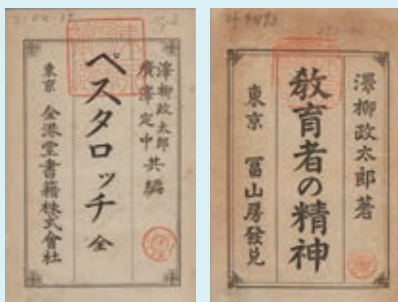 澤柳政太郎
廣澤定中
共編
ペスタロッチ 全
東京 金港堂書籍株式會社
澤柳政太郎著
教育者の精神
東京 冨山房發兌